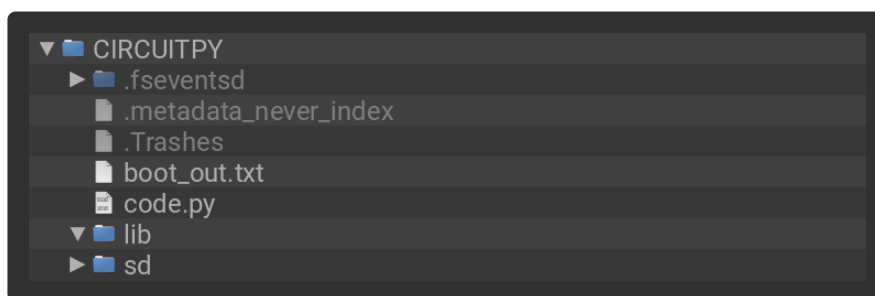 CIRCUITPY
.fseventsd
.metadata_never_index
.Trashes
boot_out.txt
code.py
lib
sd